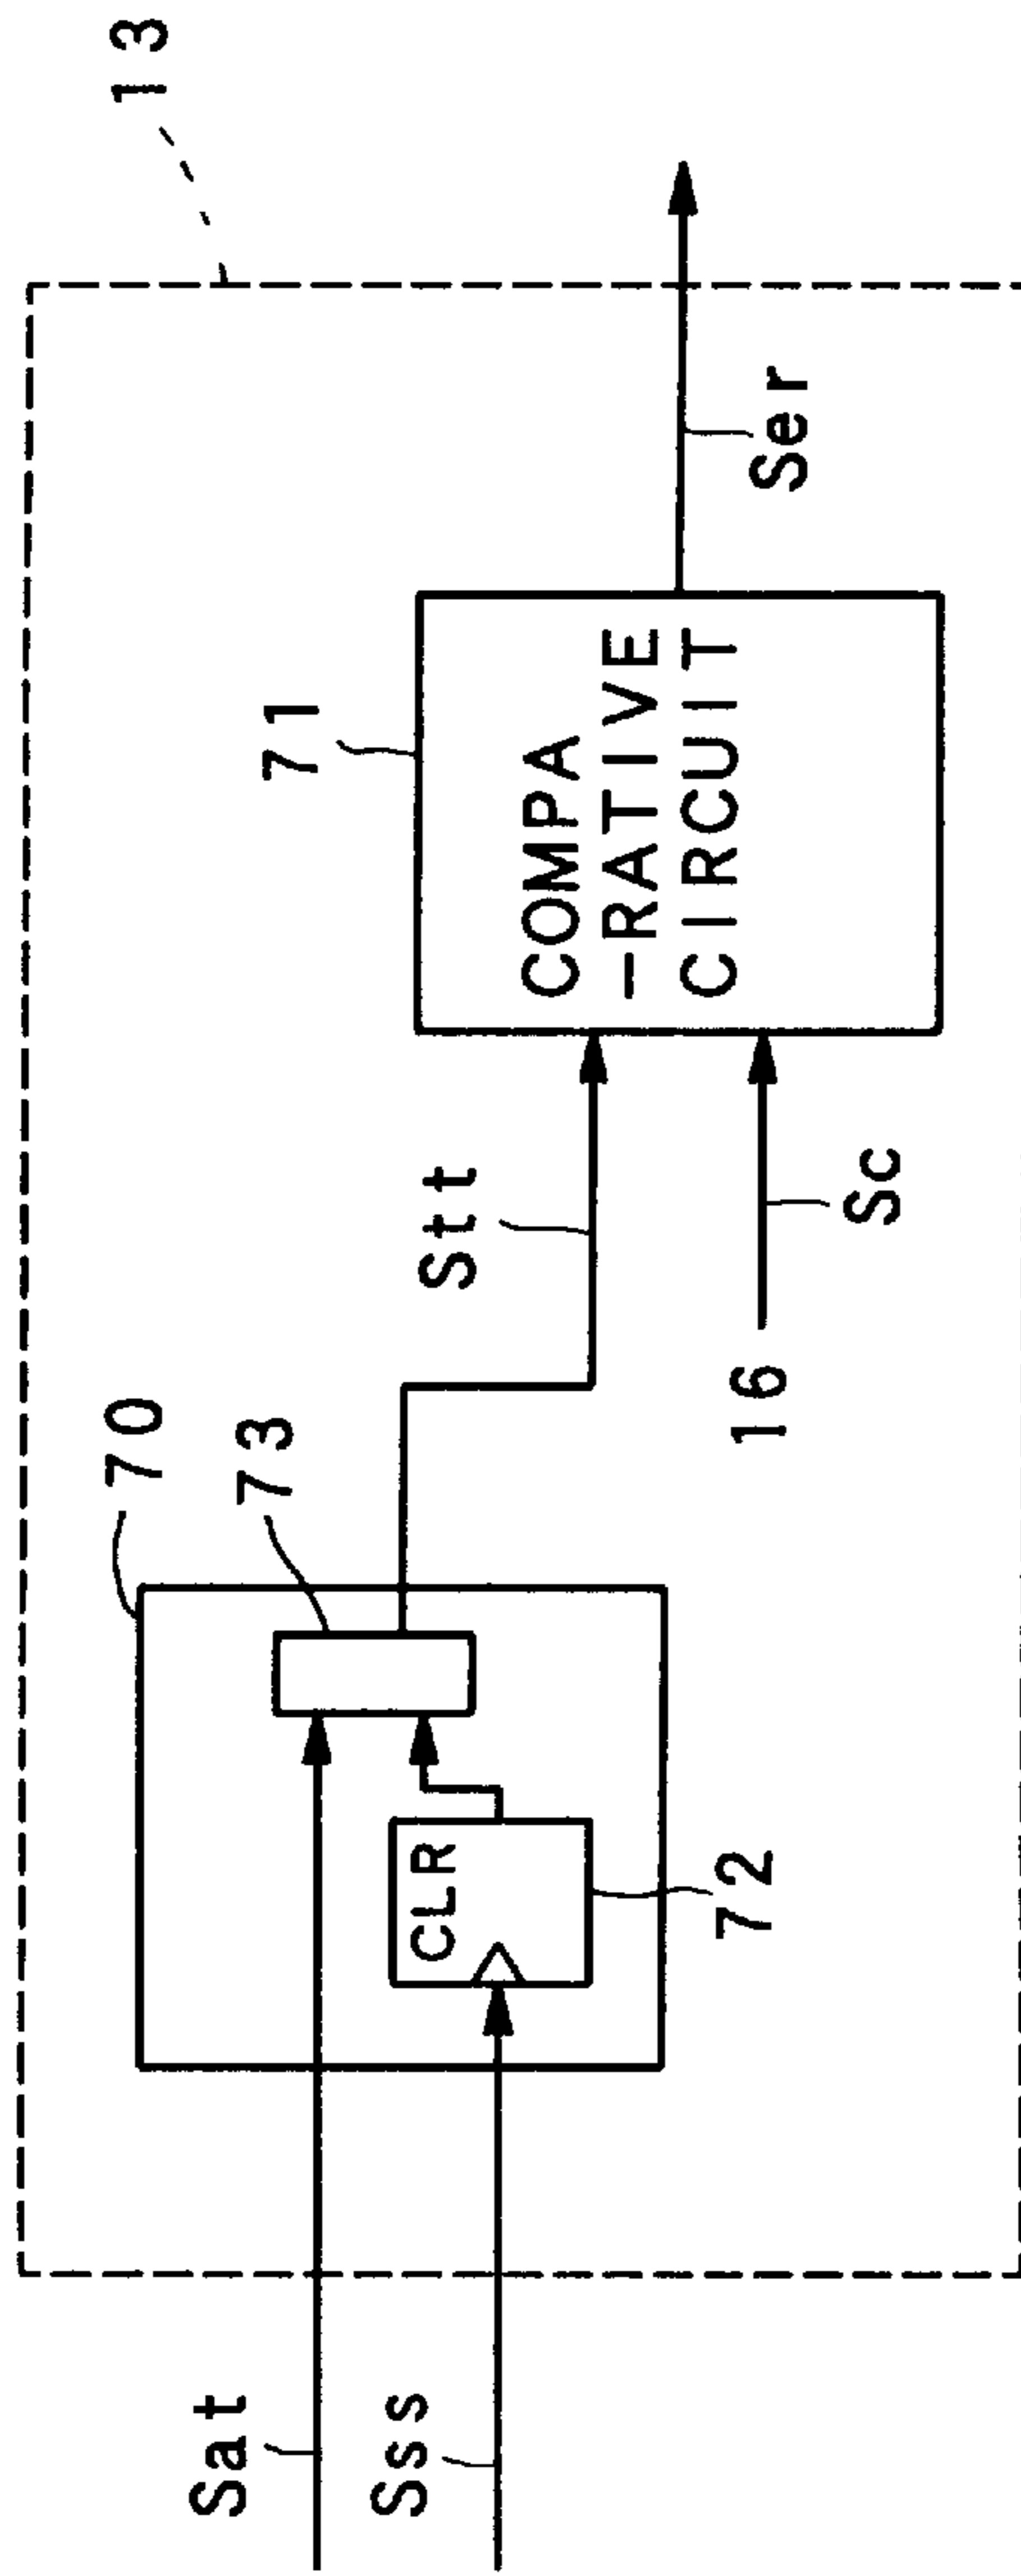 13
70
73
71
Sat
CLR
Stt
COMPA
-RATIVE
CIRCUIT
Sss
72
16
Sc
Ser